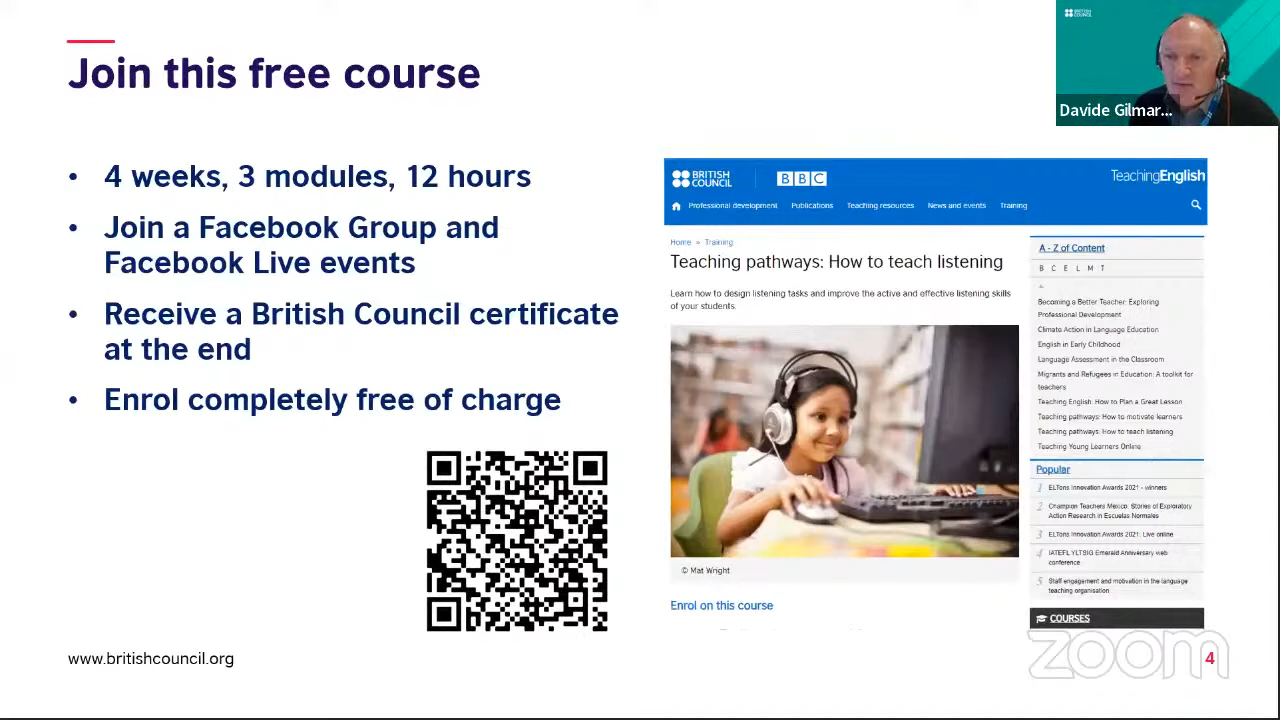 Join this free course
• 4 weeks, 3 modules, 12 hours
• Join a Facebook Group and
Facebook Live events
• Receive a British Council certificate
at the end
• Enrol completely free of charge
www.britishcouncil.org
BRITISH COUNCIL
Davide Gilmar...
BRITISH COUNCIL
BBC
TeachingEnglish
Professional development Publications Teaching resources News and events Training
Home » Training
Teaching pathways: How to teach listening
Learn how to design listening tasks and improve the active and effective listening skills
of your students.
© Mat Wright
Enrol on this course
A - Z of Content
B C E L M T
Becoming a Better Teacher: Exploring
Professional Development
Climate Action in Language Education
English in Early Childhood
Language Assessment in the Classroom
Migrants and Refugees in Education: A toolkit for
teachers
Teaching English: How to Plan a Great Lesson
Teaching pathways: How to motivate learners
Teaching pathways: How to teach listening
Teaching Young Learners Online
Popular
1 ELTons Innovation Awards 2021 - winners
2 Champion Teachers Mexico: Stories of Exploratory
Action Research in Escuelas Normales
3 ELTons Innovation Awards 2021: Live online
4 IATEFL YLTSIG Emerald Anniversary web
conference
5 Staff engagement and motivation in the language
teaching organisation
COURSES
zoom
4